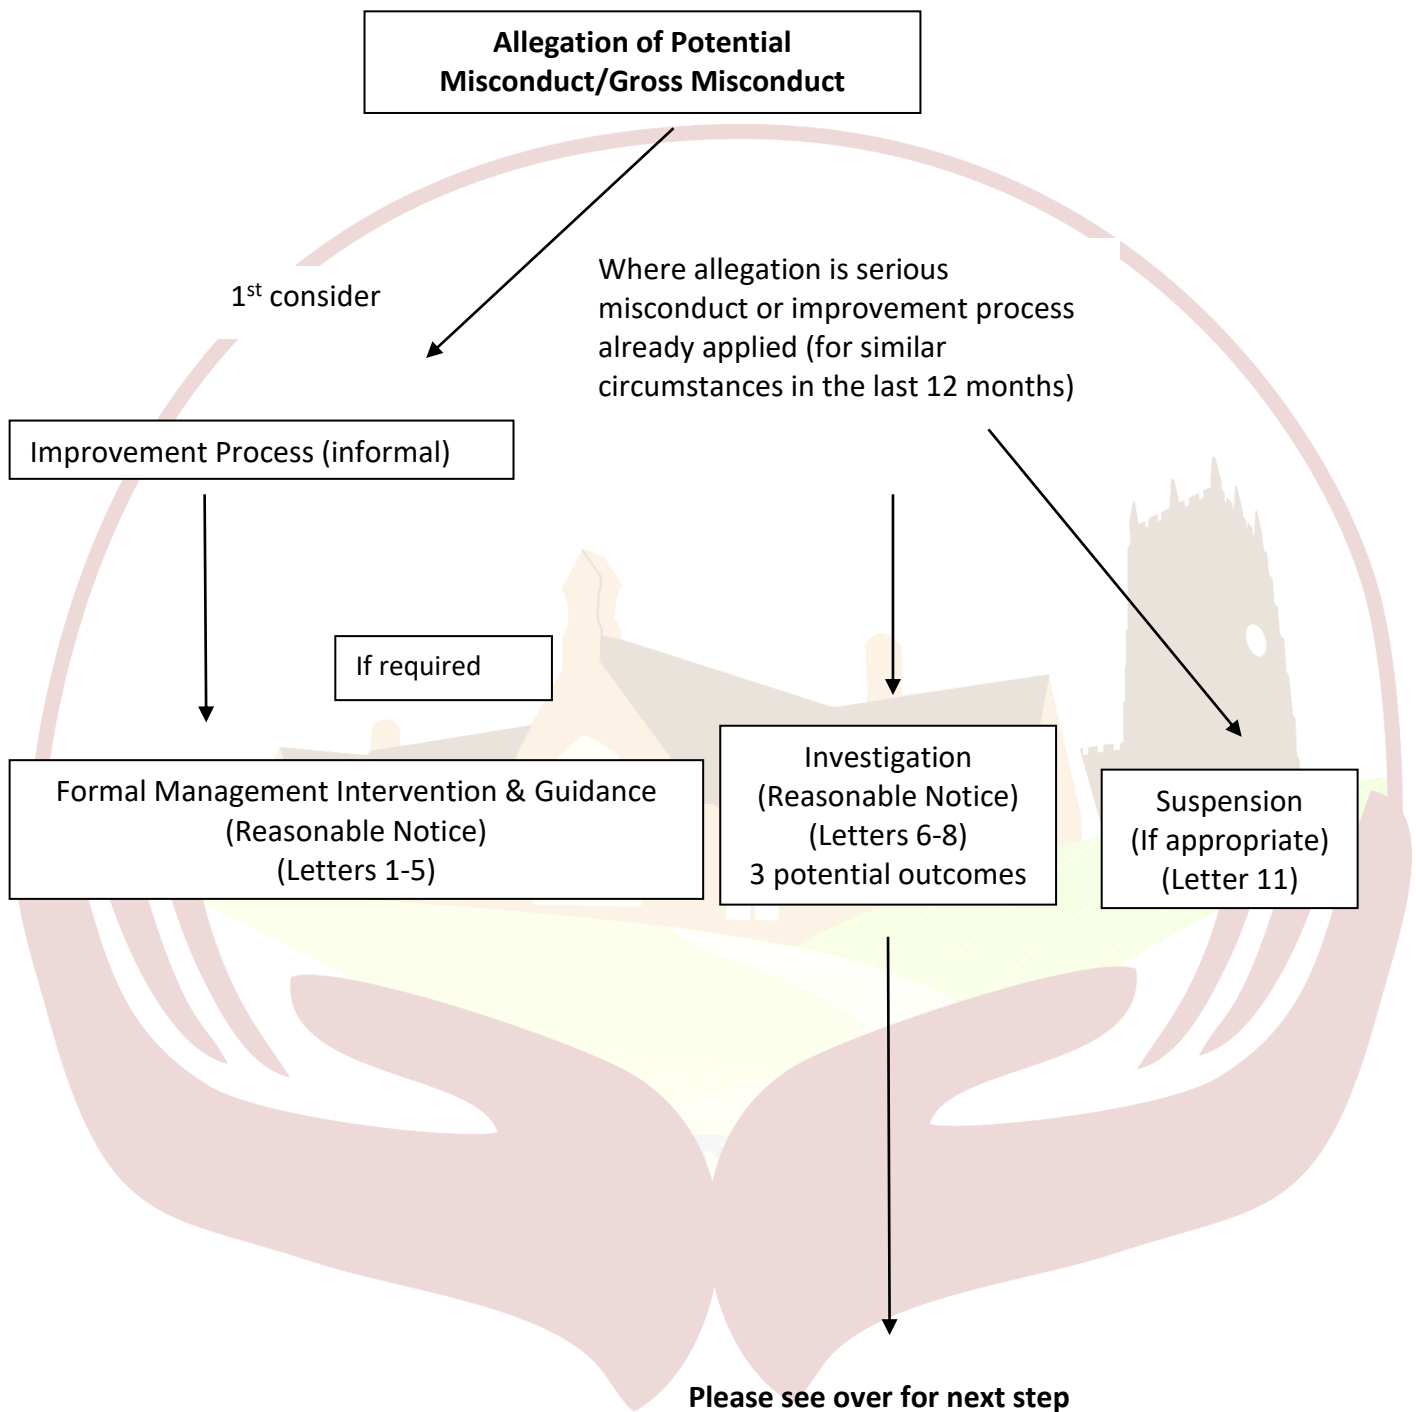 Allegation of Potential
Misconduct/Gross Misconduct
1st consider
Where allegation is serious
misconduct or improvement process
already applied (for similar
circumstances in the last 12 months)
Improvement Process (informal)
If required
Formal Management Intervention & Guidance
(Reasonable Notice)
(Letters 1-5)
Investigation
(Reasonable Notice)
(Letters 6-8)
3 potential outcomes
Suspension
(If appropriate)
(Letter 11)
Please see over for next step